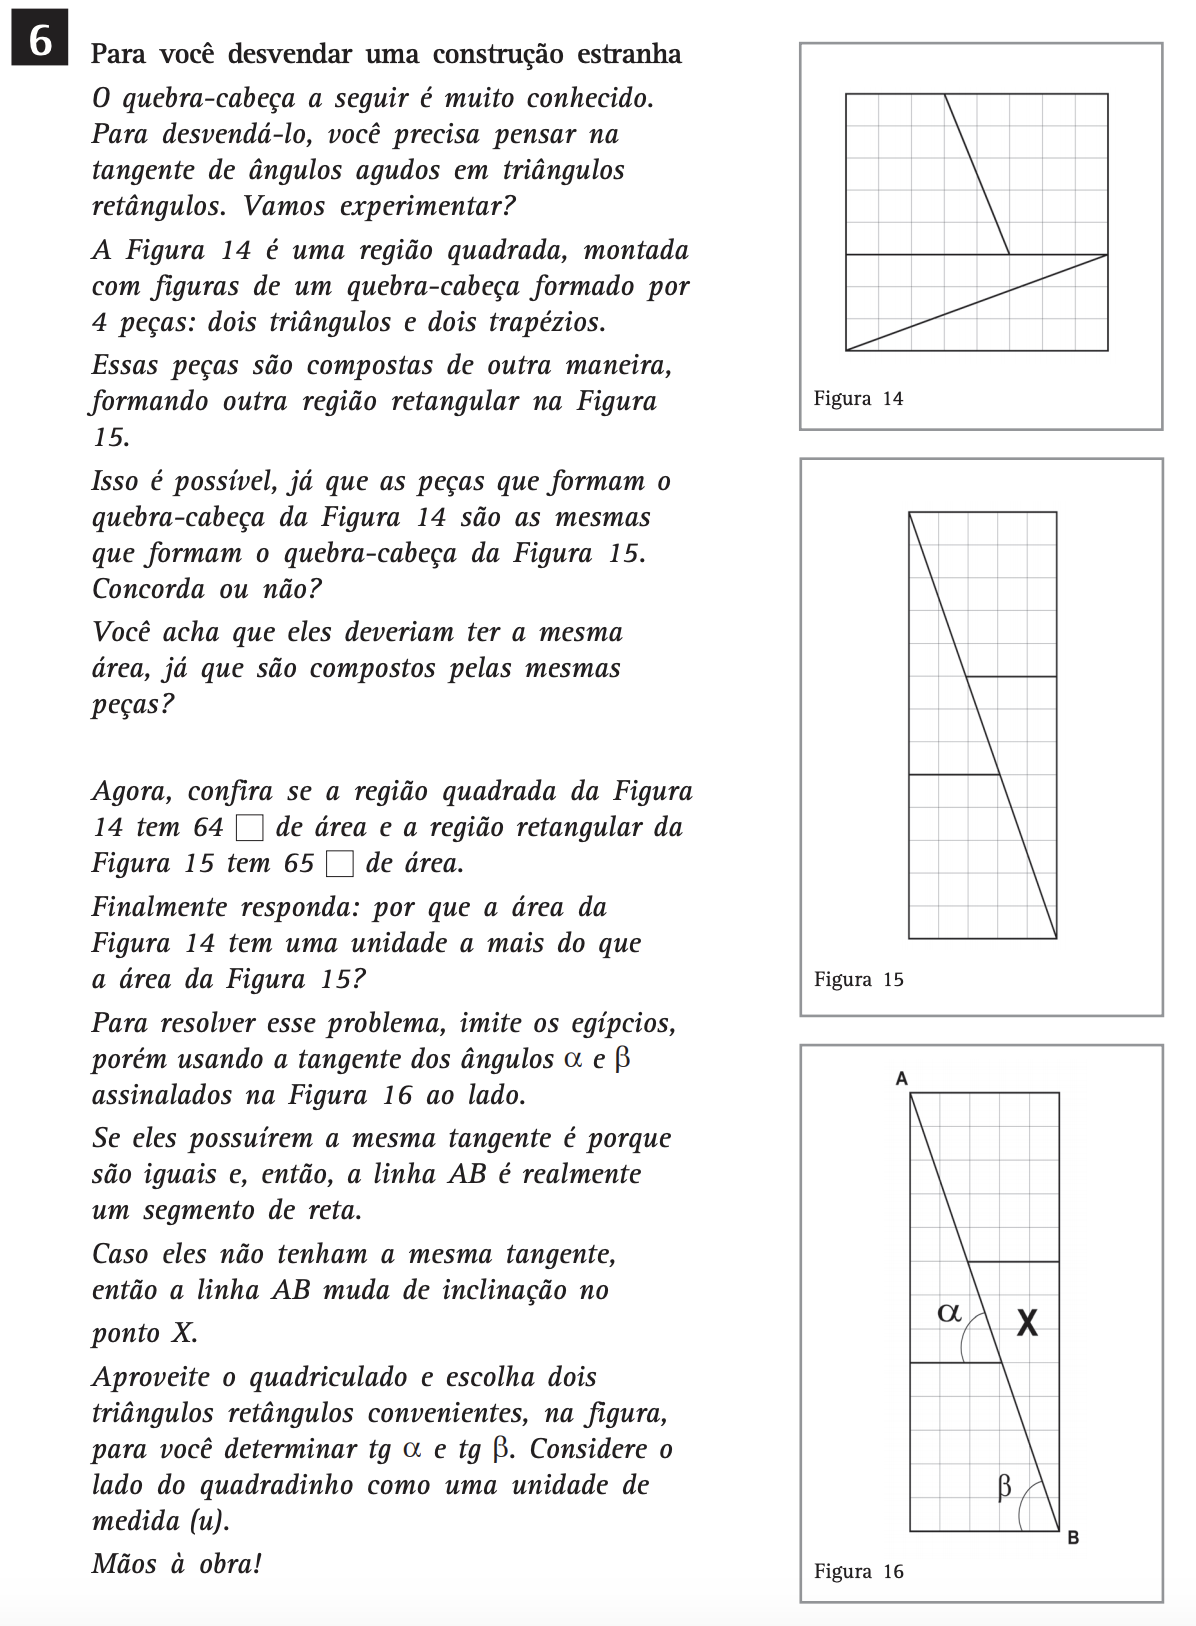 6
Para você desvendar uma construção estranha
O quebra-cabeça a seguir é muito conhecido.
Para desvendá-lo, você precisa pensar na
tangente de ângulos agudos em triângulos
retângulos. Vamos experimentar?
A Figura 14 é uma região quadrada, montada
com figuras de um quebra-cabeça formado por
4 peças: dois triângulos e dois trapézios.
Essas peças são compostas de outra maneira,
formando outra região retangular na Figura
15.
Isso é possível, já que as peças que formam o
quebra-cabeça da Figura 14 são as mesmas
que formam o quebra-cabeça da Figura 15.
Concorda ou não?
Você acha que eles deveriam ter a mesma
área, já que são compostos pelas mesmas
peças?
Agora, confira se a região quadrada da Figura
14 tem 64 □ de área e a região retangular da
Figura 15 tem 65 □ de área.
Finalmente responda: por que a área da
Figura 14 tem uma unidade a mais do que
a área da Figura 15?
Para resolver esse problema, imite os egípcios,
porém usando a tangente dos ângulos α e β
assinalados na Figura 16 ao lado.
Se eles possuírem a mesma tangente é porque
são iguais e, então, a linha AB é realmente
um segmento de reta.
Caso eles não tenham a mesma tangente,
então a linha AB muda de inclinação no
ponto X.
Aproveite o quadriculado e escolha dois
triângulos retângulos convenientes, na figura,
para você determinar tg α e tg β. Considere o
lado do quadradinho como uma unidade de
medida (u).
Mãos à obra!
Figura 14
Figura 15
A
α
X
β
B
Figura 16